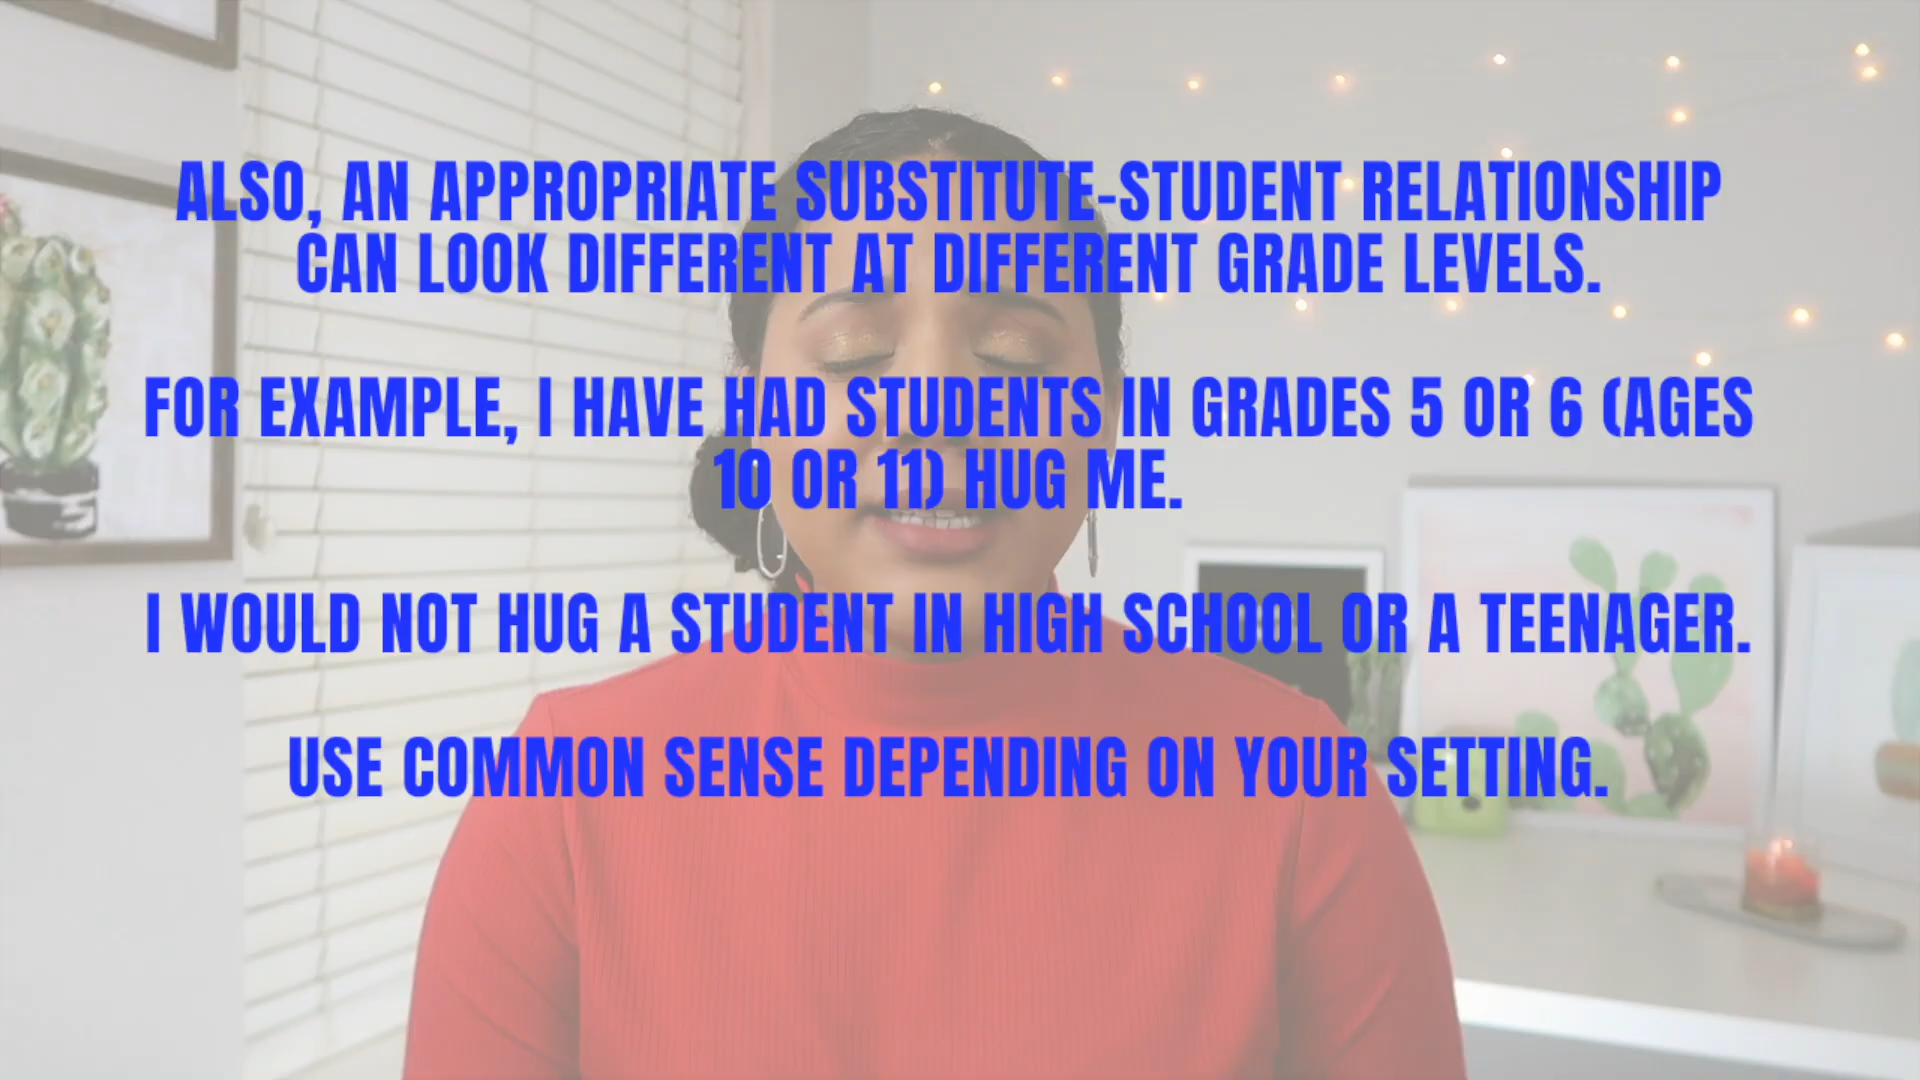 ALSO, AN APPROPRIATE SUBSTITUTE-STUDENT RELATIONSHIP
CAN LOOK DIFFERENT AT DIFFERENT GRADE LEVELS.
FOR EXAMPLE, I HAVE HAD STUDENTS IN GRADES 5 OR 6 (AGES
10 OR 11) HUG ME.
I WOULD NOT HUG A STUDENT IN HIGH SCHOOL OR A TEENAGER.
USE COMMON SENSE DEPENDING ON YOUR SETTING.